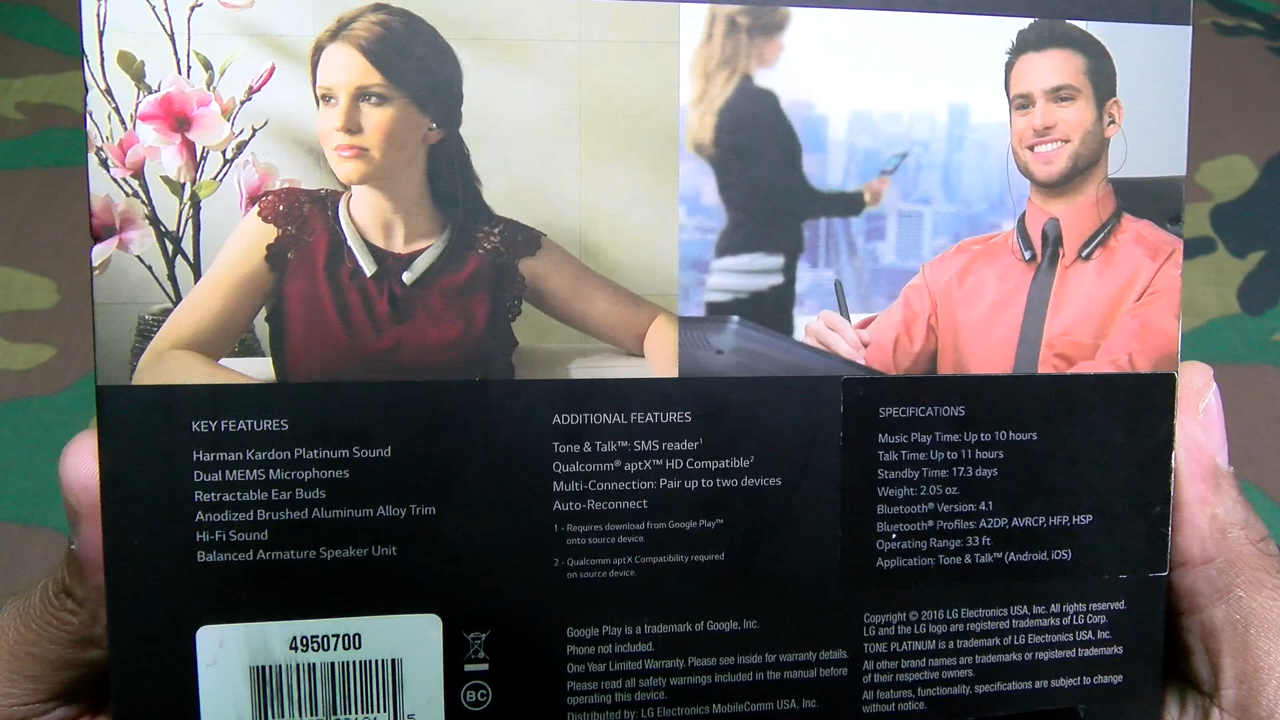 KEY FEATURES
Harman Kardon Platinum Sound
Dual MEMS Microphones
Retractable Ear Buds
Anodized Brushed Aluminum Alloy Trim
Hi-Fi Sound
Balanced Armature Speaker Unit
ADDITIONAL FEATURES
Tone & Talk™: SMS reader¹
Qualcomm® aptX™ HD Compatible²
Multi-Connection: Pair up to two devices
Auto-Reconnect
1 - Requires download from Google Play™
onto source device.
2 - Qualcomm aptX Compatibility required
on source device.
SPECIFICATIONS
Music Play Time: Up to 10 hours
Talk Time: Up to 11 hours
Standby Time: 17.3 days
Weight: 2.05 oz.
Bluetooth® Version: 4.1
Bluetooth® Profiles: A2DP, AVRCP, HFP, HSP
Operating Range: 33 ft
Application: Tone & Talk™ (Android, iOS)
4950700
BC
Google Play is a trademark of Google, Inc.
Phone not included.
One Year Limited Warranty. Please see inside for warranty details.
Please read all safety warnings included in the manual before
operating this device.
Distributed by: LG Electronics MobileComm USA, Inc.
Copyright © 2016 LG Electronics USA, Inc. All rights reserved.
LG and the LG logo are registered trademarks of LG Corp.
TONE PLATINUM is a trademark of LG Electronics USA, Inc.
All other brand names are trademarks or registered trademarks
of their respective owners.
All features, functionality, specifications are subject to change
without notice.